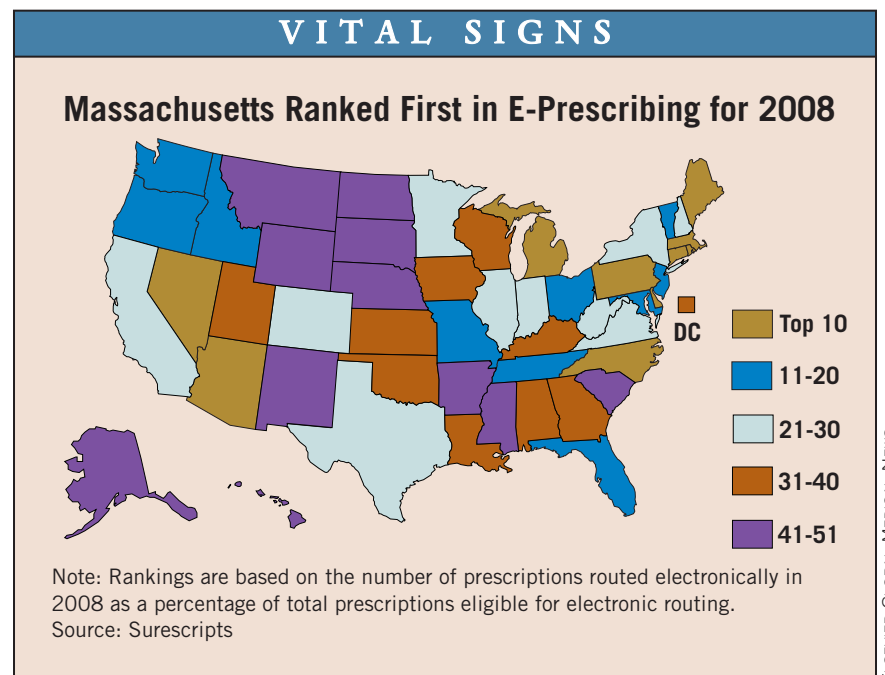 VITAL SIGNS
Massachusetts Ranked First in E-Prescribing for 2008
DC
Top 10
11-20
21-30
31-40
41-51
Note: Rankings are based on the number of prescriptions routed electronically in
2008 as a percentage of total prescriptions eligible for electronic routing.
Source: Surescripts